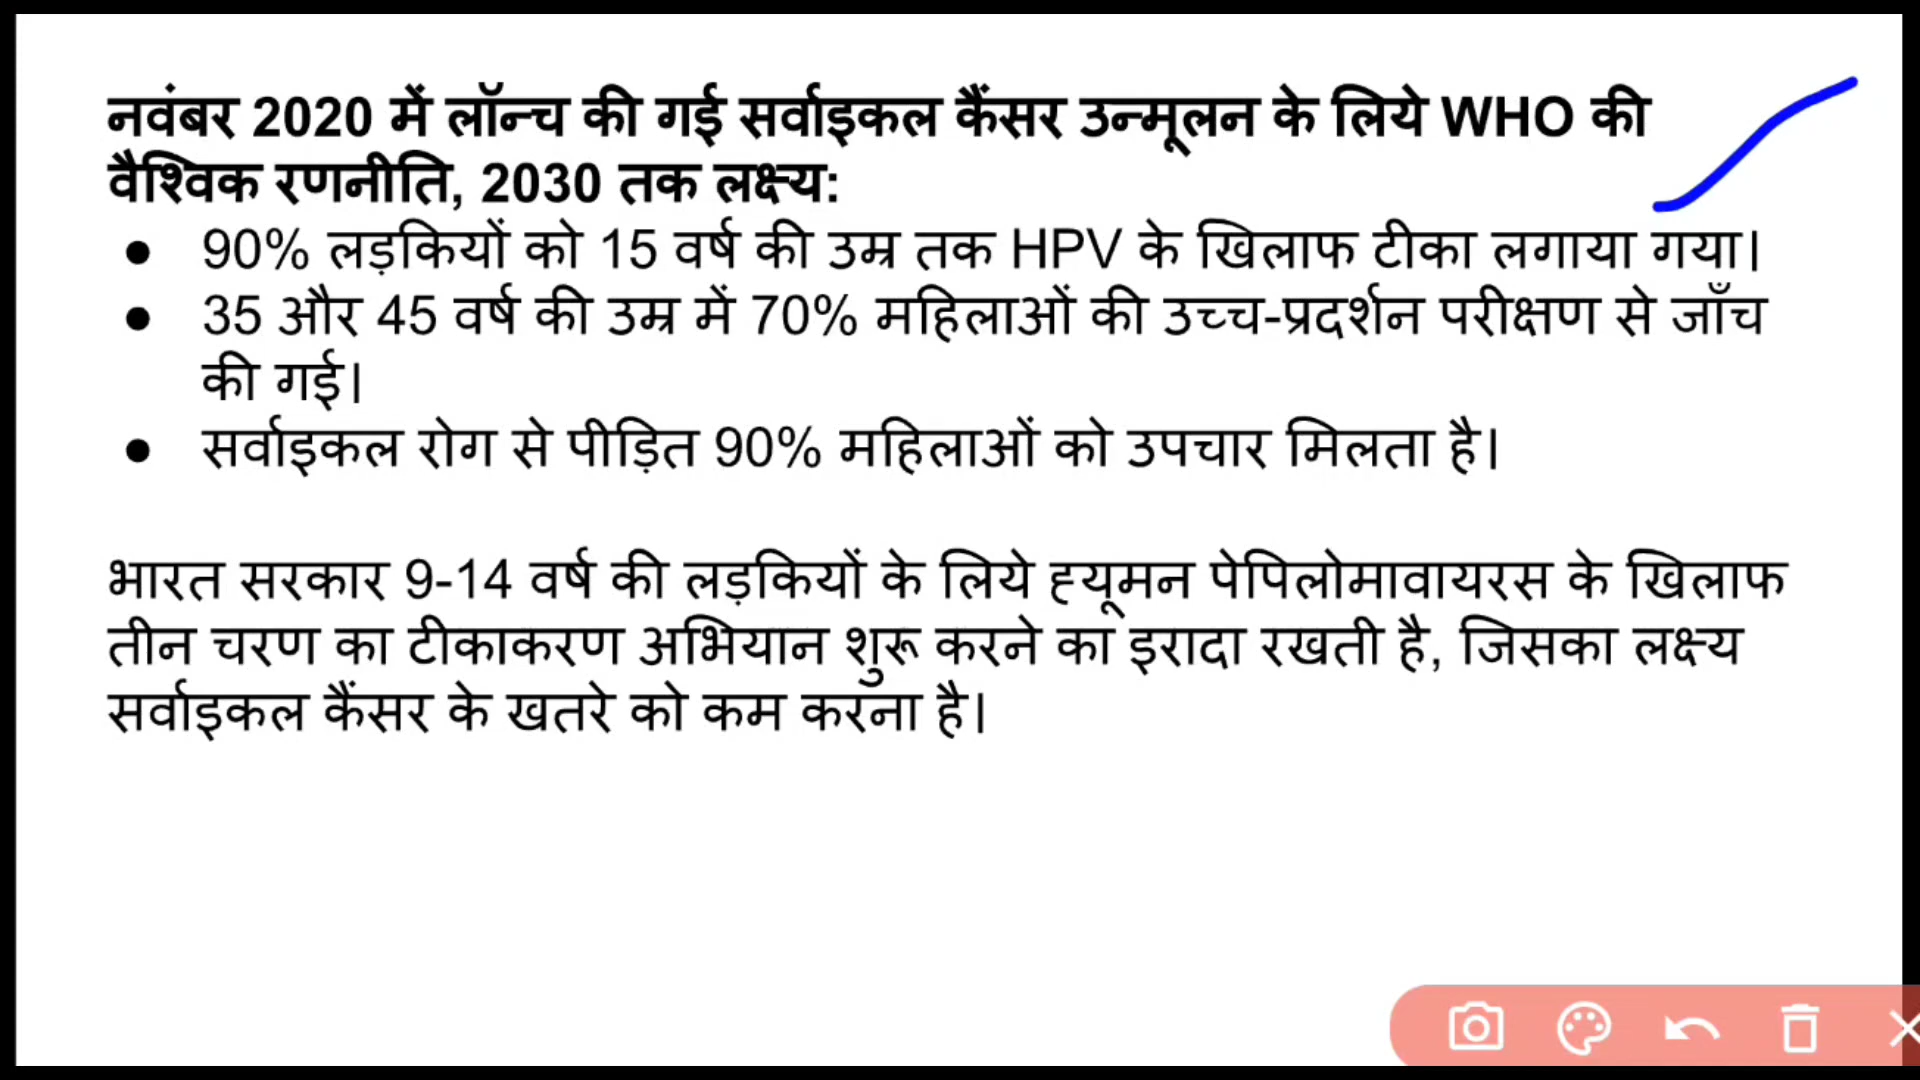 नवंबर 2020 में लॉन्च की गई सर्वाइकल कैंसर उन्मूलन के लिये WHO की
वैश्विक रणनीति, 2030 तक लक्ष्य:
● 90% लड़कियों को 15 वर्ष की उम्र तक HPV के खिलाफ टीका लगाया गया।
● 35 और 45 वर्ष की उम्र में 70% महिलाओं की उच्च-प्रदर्शन परीक्षण से जाँच
की गई।
● सर्वाइकल रोग से पीड़ित 90% महिलाओं को उपचार मिलता है।
भारत सरकार 9-14 वर्ष की लड़कियों के लिये ह्यूमन पेपिलोमावायरस के खिलाफ
तीन चरण का टीकाकरण अभियान शुरू करने का इरादा रखती है, जिसका लक्ष्य
सर्वाइकल कैंसर के खतरे को कम करना है।